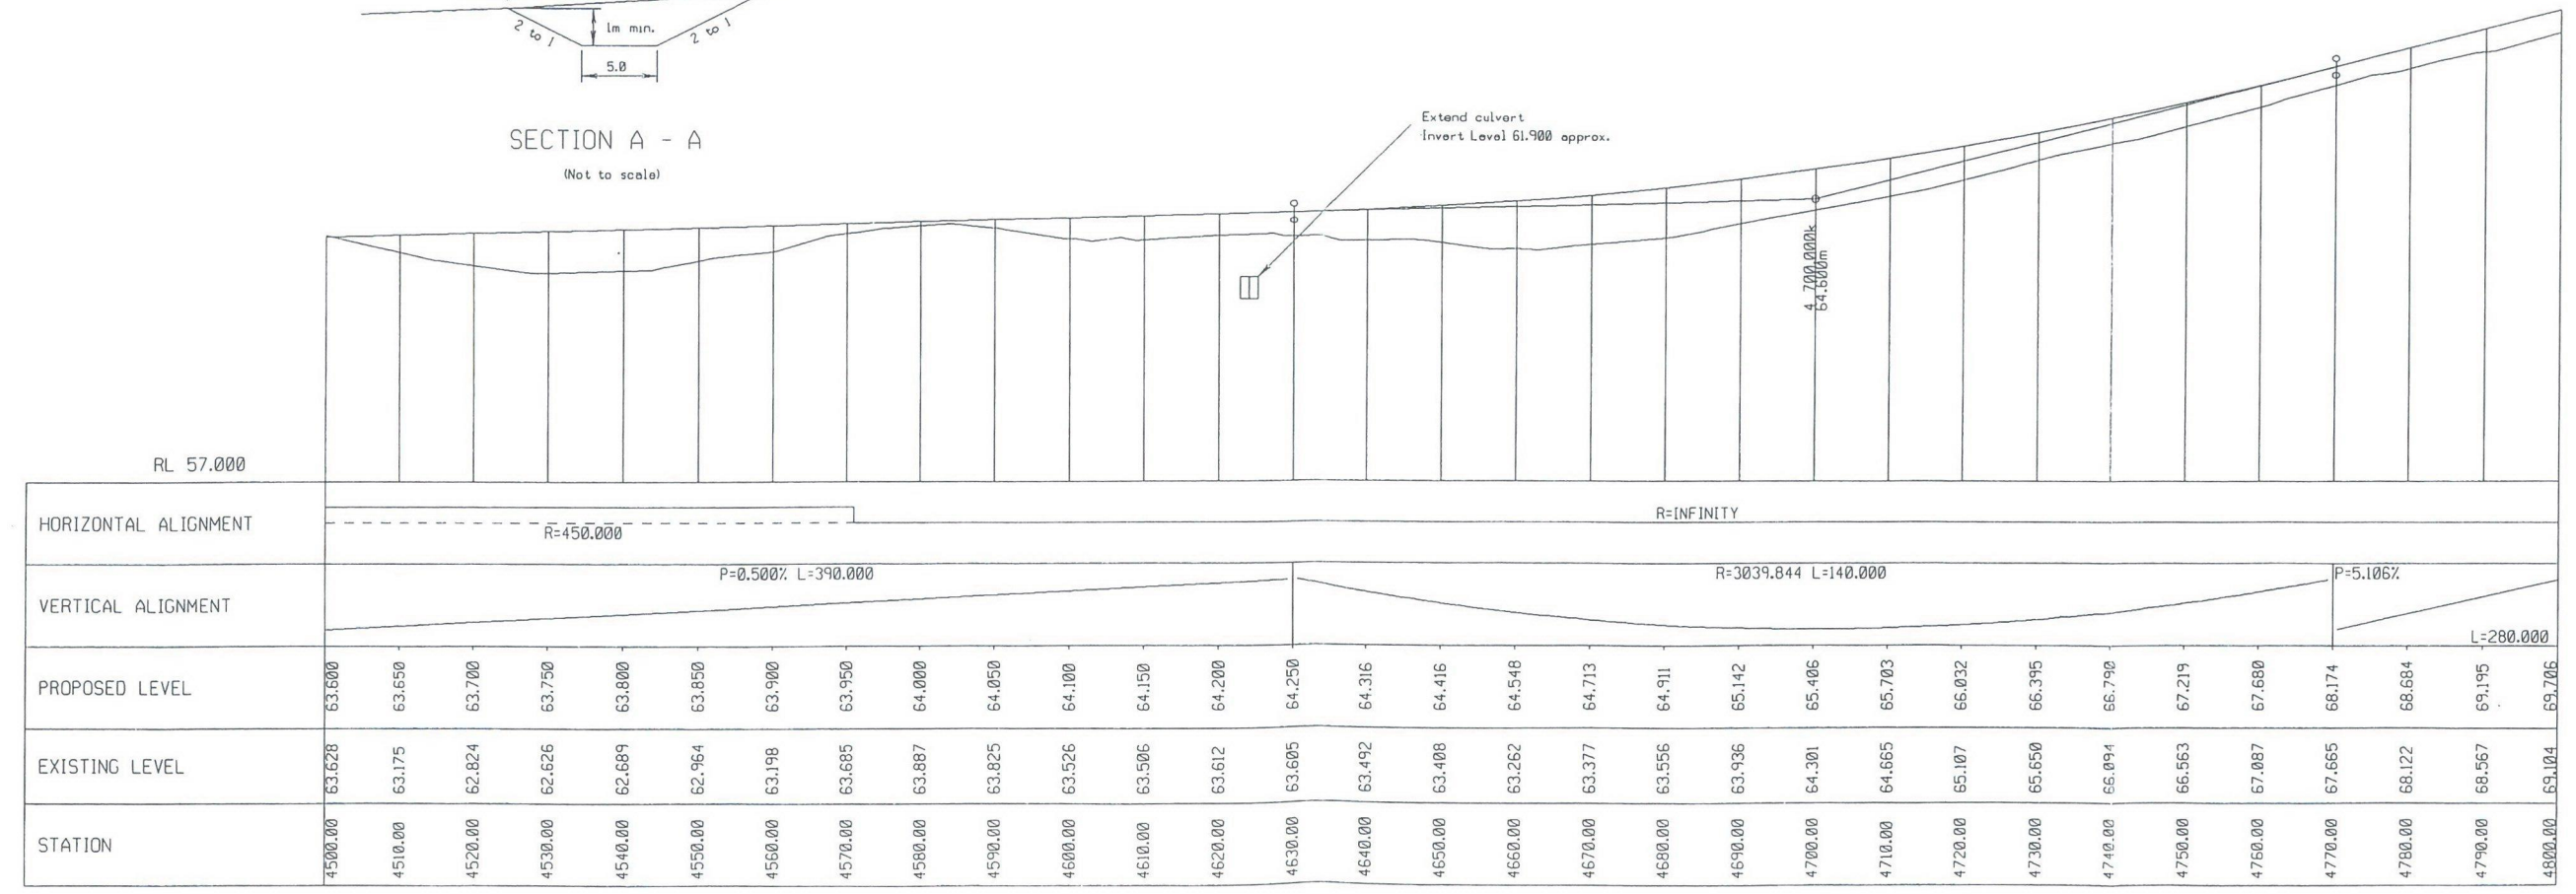 2 to 1
1m min.
2 to 1
5.0
SECTION A - A
(Not to scale)
Extend culvert
Invert Level 61.900 approx.
4 700.000k
64.600m
RL 57.000
HORIZONTAL ALIGNMENT
R=450.000
R=INFINITY
VERTICAL ALIGNMENT
P=0.500% L=390.000
R=3039.844 L=140.000
P=5.106%
L=280.000
PROPOSED LEVEL
63.600 63.650 63.700 63.750 63.800 63.850 63.900 63.950 64.000 64.050 64.100 64.150 64.200 64.250 64.316 64.416 64.548 64.713 64.911 65.142 65.406 65.703 66.032 66.395 66.790 67.219 67.680 68.174 68.684 69.195 69.706
EXISTING LEVEL
63.628 63.175 62.824 62.626 62.689 62.964 63.198 63.685 63.887 63.825 63.526 63.506 63.612 63.605 63.492 63.408 63.262 63.377 63.556 63.936 64.301 64.665 65.107 65.650 66.094 66.563 67.087 67.665 68.122 68.567 69.104
STATION
4500.00 4510.00 4520.00 4530.00 4540.00 4550.00 4560.00 4570.00 4580.00 4590.00 4600.00 4610.00 4620.00 4630.00 4640.00 4650.00 4660.00 4670.00 4680.00 4690.00 4700.00 4710.00 4720.00 4730.00 4740.00 4750.00 4760.00 4770.00 4780.00 4790.00 4800.00